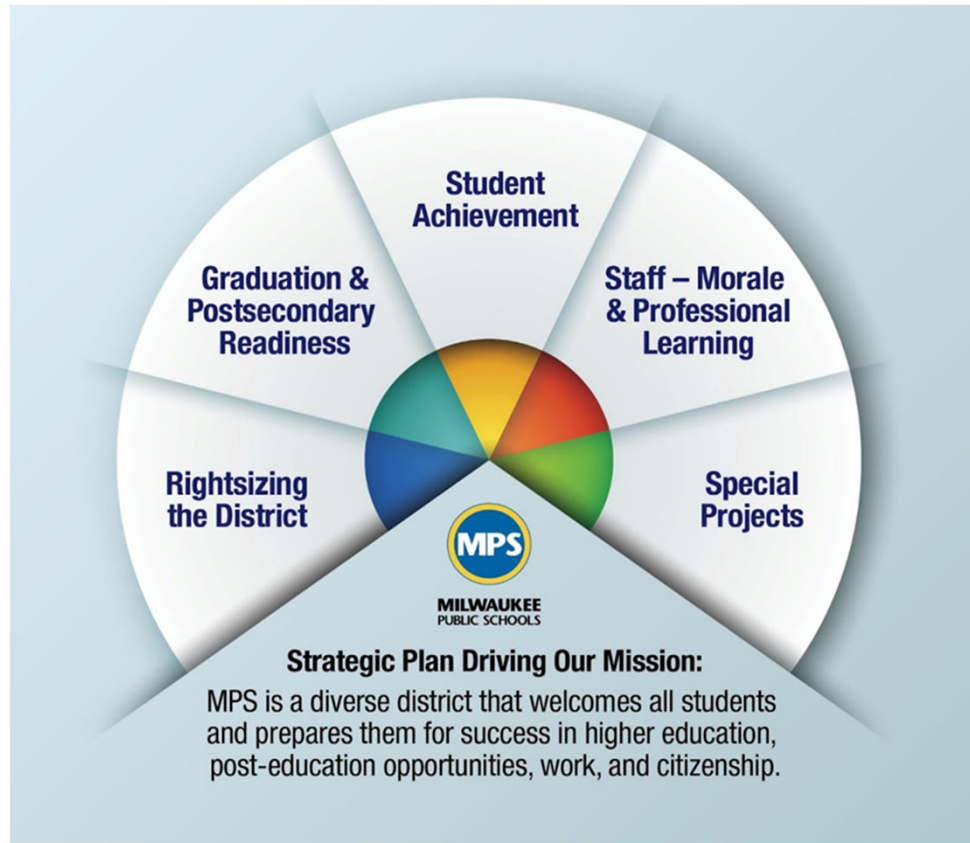 Student
Achievement
Graduation &
Postsecondary
Readiness
Staff – Morale
& Professional
Learning
Rightsizing
the District
Special
Projects
MPS
MILWAUKEE
PUBLIC SCHOOLS
Strategic Plan Driving Our Mission:
MPS is a diverse district that welcomes all students
and prepares them for success in higher education,
post-education opportunities, work, and citizenship.